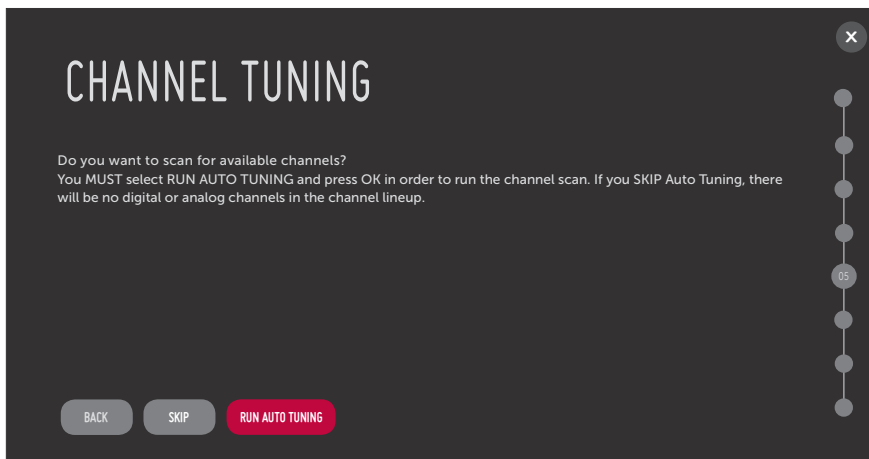 X
CHANNEL TUNING
Do you want to scan for available channels?
You MUST select RUN AUTO TUNING and press OK in order to run the channel scan. If you SKIP Auto Tuning, there
will be no digital or analog channels in the channel lineup.
05
BACK SKIP RUN AUTO TUNING